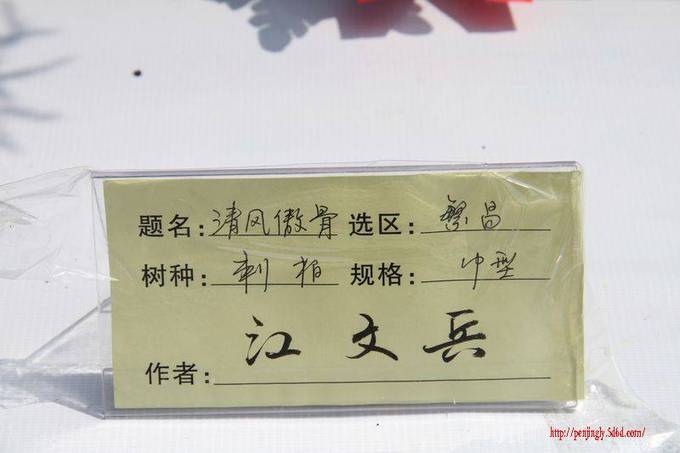 题名:清风傲骨 选区:繁昌
树种:刺柏 规格:中型
作者:江文兵
http://penjingly.5d6d.com/